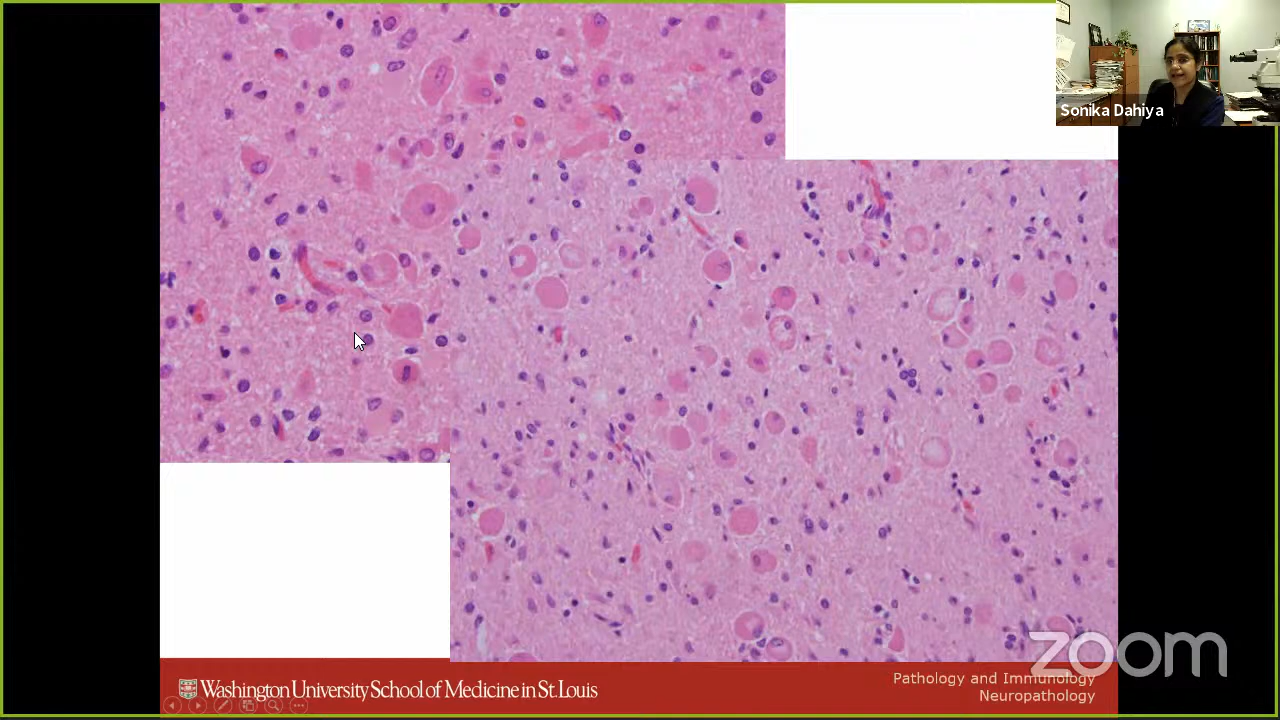 Sonika Dahiya
Washington University School of Medicine in St. Louis
Pathology and Immunology
Neuropathology
zoom